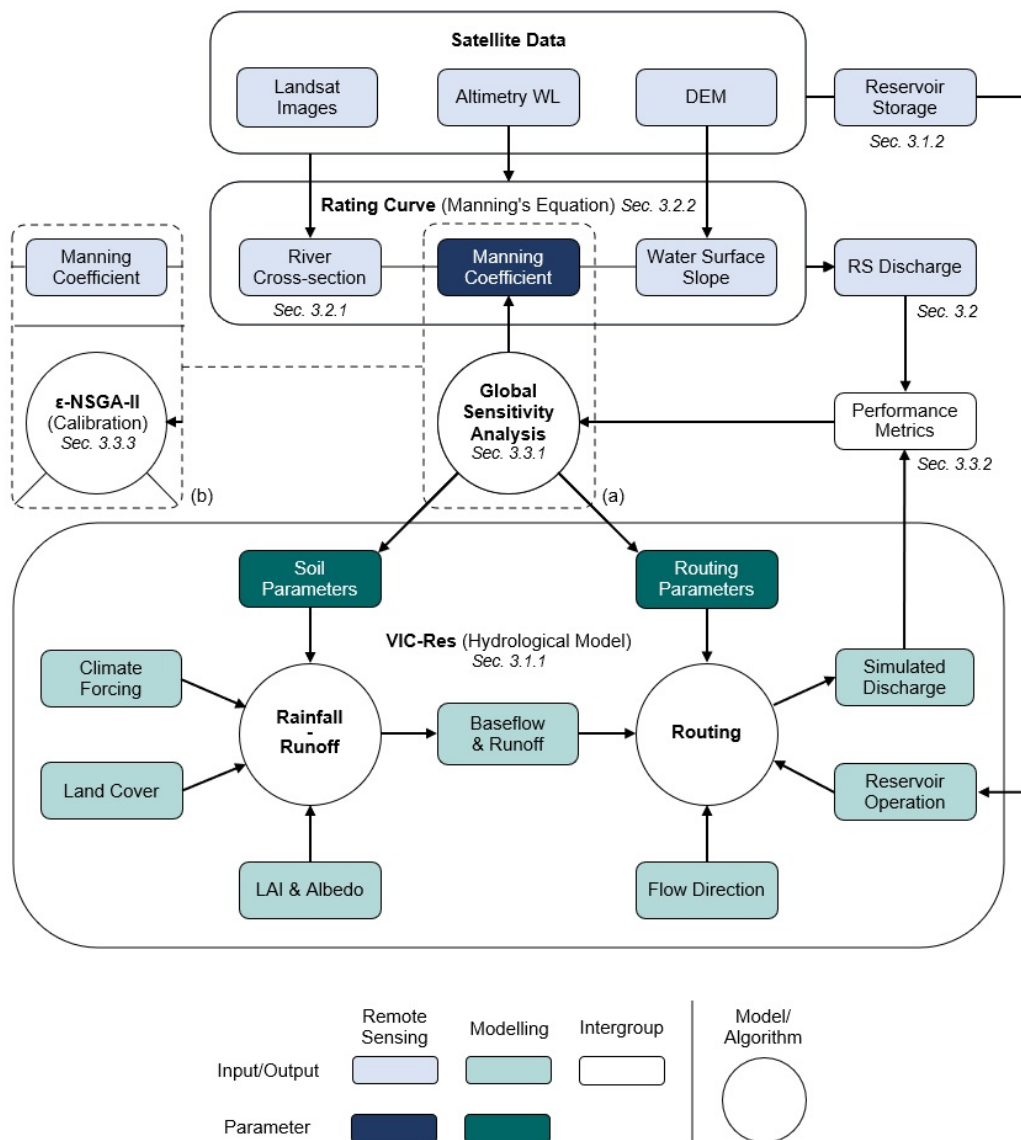 Satellite Data
Landsat
Images
Altimetry WL
DEM
Reservoir
Storage
Sec. 3.1.2
Rating Curve (Manning's Equation) Sec. 3.2.2
Manning
Coefficient
River
Cross-section
Sec. 3.2.1
Manning
Coefficient
Water Surface
Slope
RS Discharge
Sec. 3.2
ε-NSGA-II
(Calibration)
Sec. 3.3.3
(b)
Global
Sensitivity
Analysis
Sec. 3.3.1
(a)
Performance
Metrics
Sec. 3.3.2
Soil
Parameters
Routing
Parameters
VIC-Res (Hydrological Model)
Sec. 3.1.1
Climate
Forcing
Land Cover
Rainfall
-
Runoff
Baseflow
& Runoff
Routing
Simulated
Discharge
Reservoir
Operation
LAI & Albedo
Flow Direction
Remote
Sensing
Modelling
Intergroup
Model/
Algorithm
Input/Output
Parameter